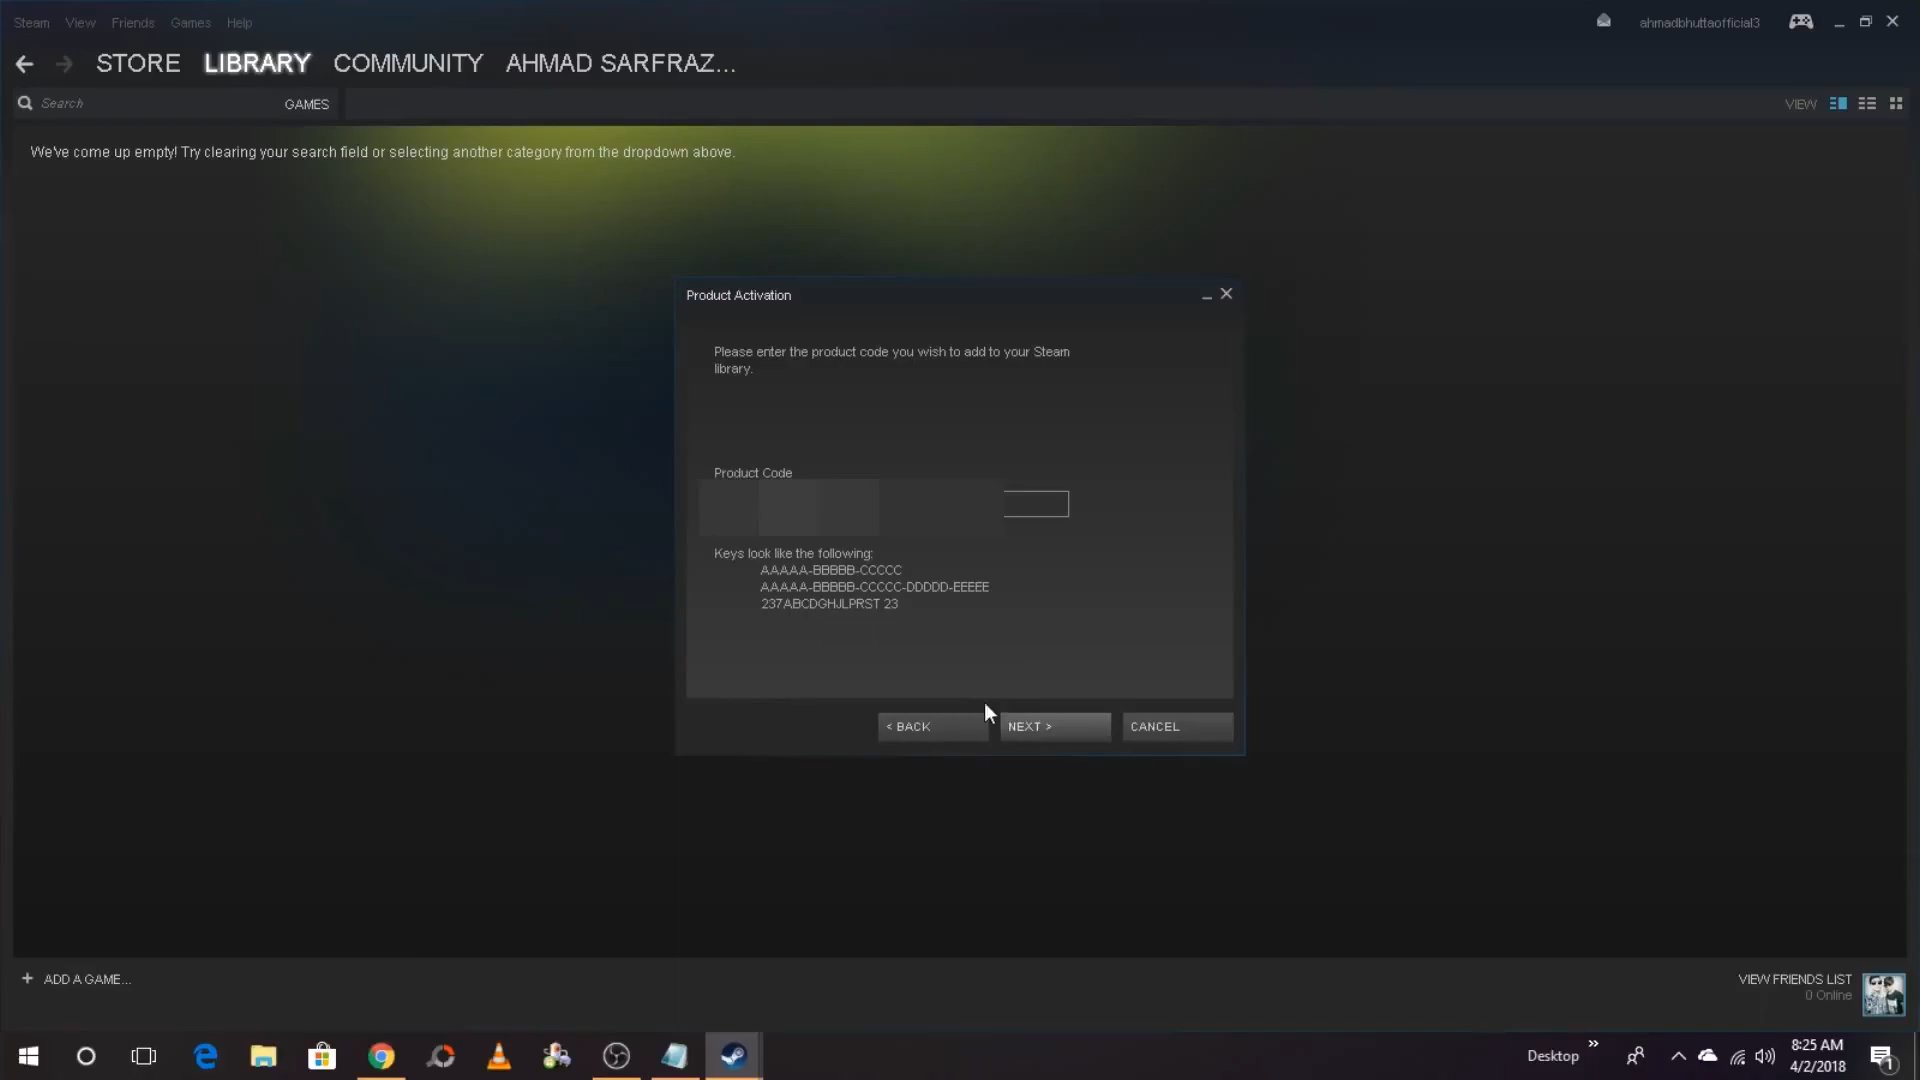 Steam View Friends Games Help
ahmadbhuttaofficial3
STORE LIBRARY COMMUNITY AHMAD SARFRAZ...
Search GAMES
VIEW
We've come up empty! Try clearing your search field or selecting another category from the dropdown above.
Product Activation
Please enter the product code you wish to add to your Steam
library.
Product Code
Keys look like the following:
AAAAA-BBBBB-CCCCC
AAAAA-BBBBB-CCCCC-DDDDD-EEEEE
237ABCDGHJLPRST 23
< BACK
NEXT >
CANCEL
+ ADD A GAME...
VIEW FRIENDS LIST
0 Online
Desktop
8:25 AM
4/2/2018
1